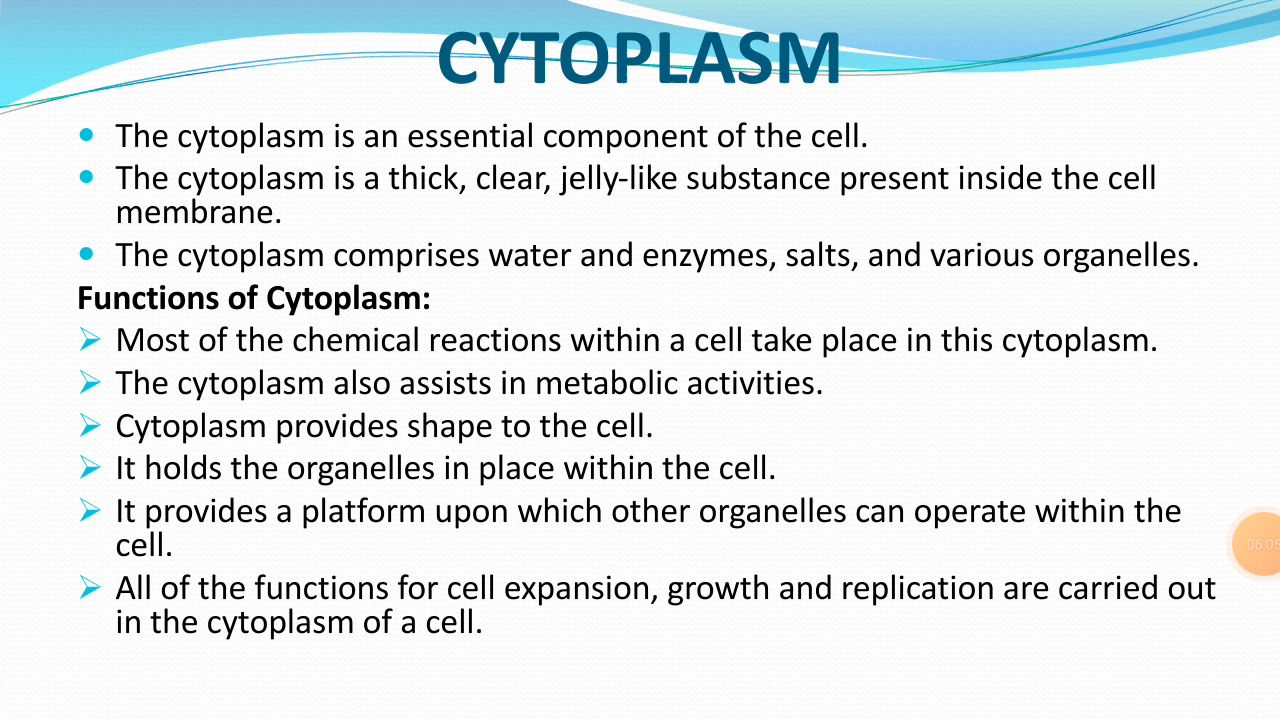 CYTOPLASM
• The cytoplasm is an essential component of the cell.
• The cytoplasm is a thick, clear, jelly-like substance present inside the cell
membrane.
• The cytoplasm comprises water and enzymes, salts, and various organelles.
Functions of Cytoplasm:
➢ Most of the chemical reactions within a cell take place in this cytoplasm.
➢ The cytoplasm also assists in metabolic activities.
➢ Cytoplasm provides shape to the cell.
➢ It holds the organelles in place within the cell.
➢ It provides a platform upon which other organelles can operate within the
cell.
06:05
➢ All of the functions for cell expansion, growth and replication are carried out
in the cytoplasm of a cell.